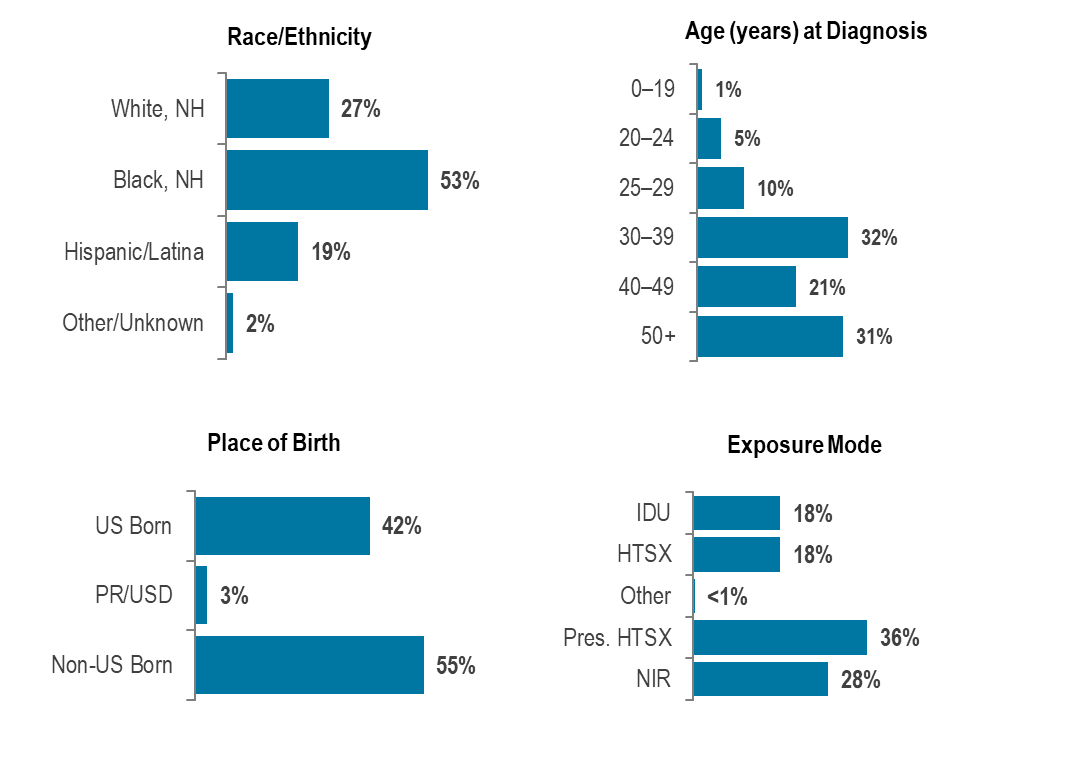 Race/Ethnicity
White, NH 27%
Black, NH 53%
Hispanic/Latina 19%
Other/Unknown 2%
Age (years) at Diagnosis
0–19 1%
20–24 5%
25–29 10%
30–39 32%
40–49 21%
50+ 31%
Place of Birth
US Born 42%
PR/USD 3%
Non-US Born 55%
Exposure Mode
IDU 18%
HTSX 18%
Other <1%
Pres. HTSX 36%
NIR 28%